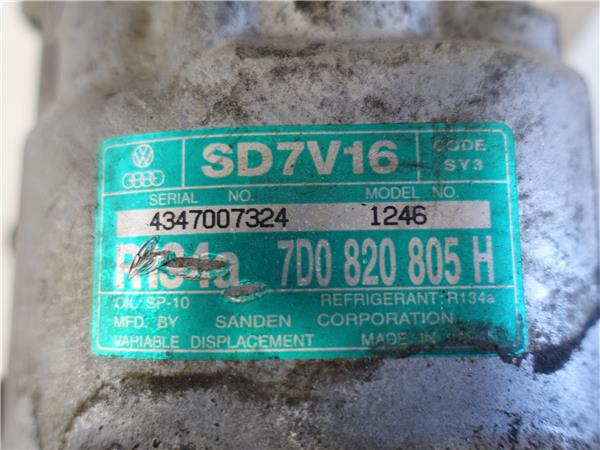 SD7V16
CODE
SY3
SERIAL NO. MODEL NO.
4347007324 1246
R134a 7D0 820 805 H
OIL SP-10 REFRIGERANT R134a
MFD. BY SANDEN CORPORATION
VARIABLE DISPLACEMENT MADE IN